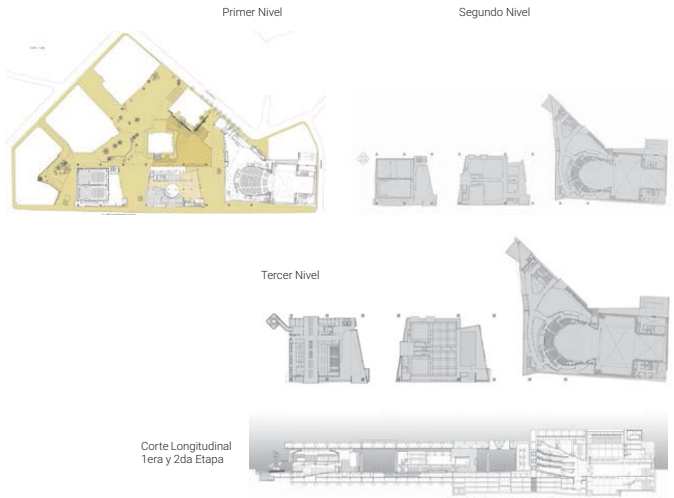 Primer Nivel
Segundo Nivel
Tercer Nivel
Corte Longitudinal
1era y 2da Etapa